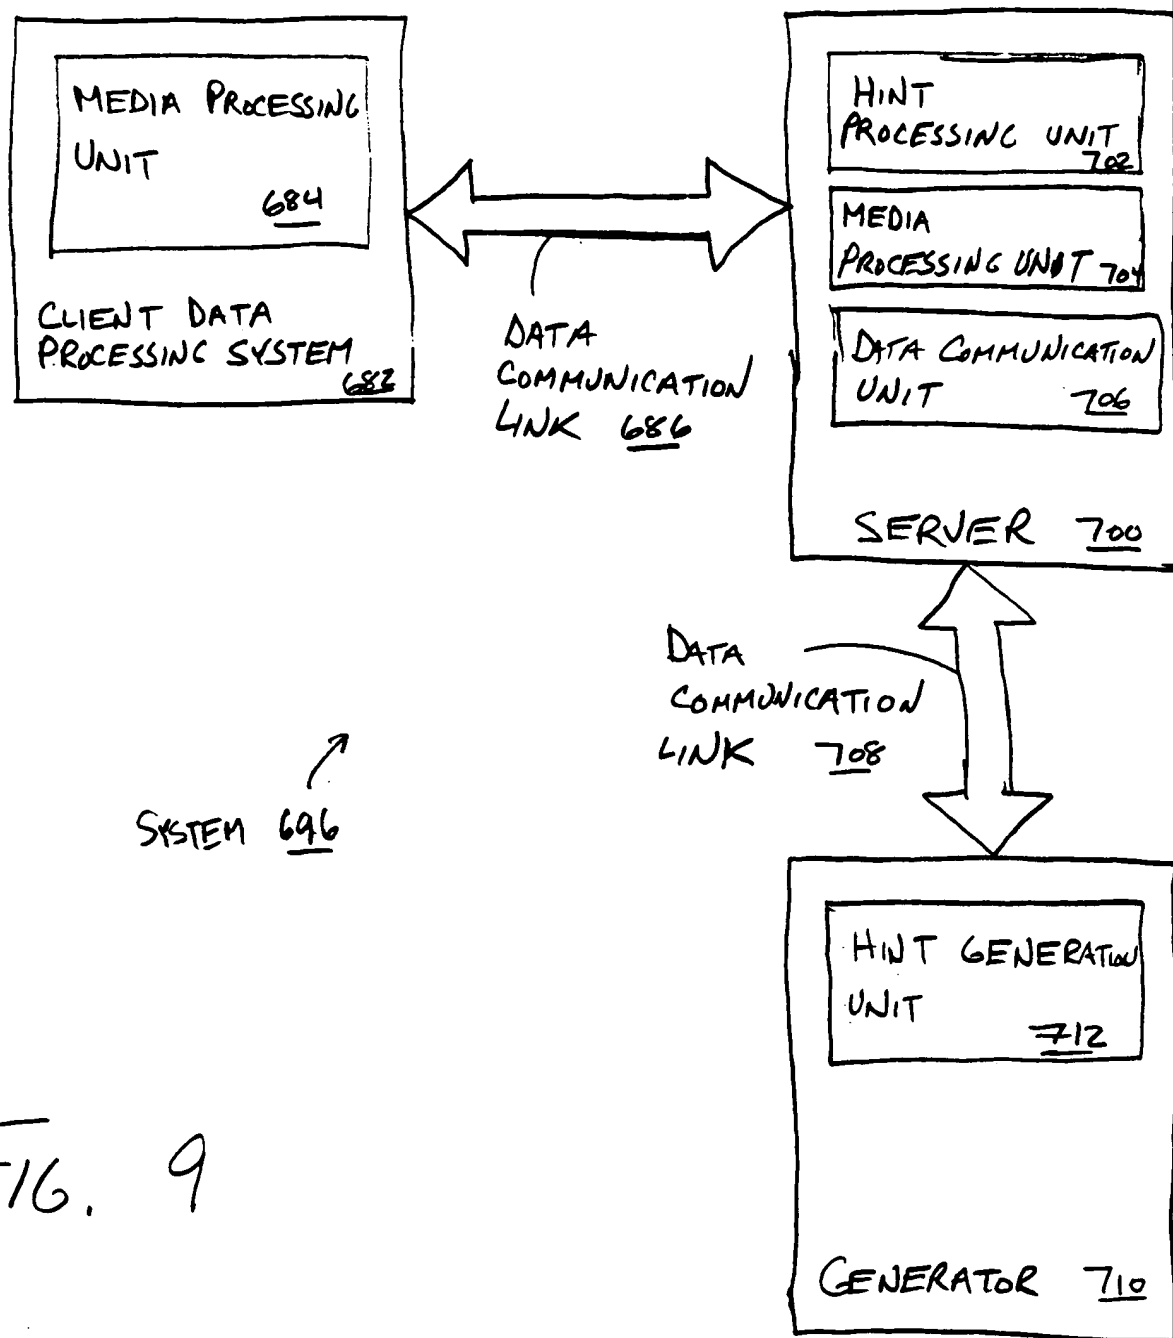 MEDIA PROCESSING
UNIT
684
CLIENT DATA
PROCESSING SYSTEM
682
DATA
COMMUNICATION
LINK 686
HINT
PROCESSING UNIT
702
MEDIA
PROCESSING UNIT 704
DATA COMMUNICATION
UNIT 706
SERVER 700
DATA
COMMUNICATION
LINK 708
SYSTEM 696
HINT GENERATION
UNIT
712
GENERATOR 710
FIG. 9